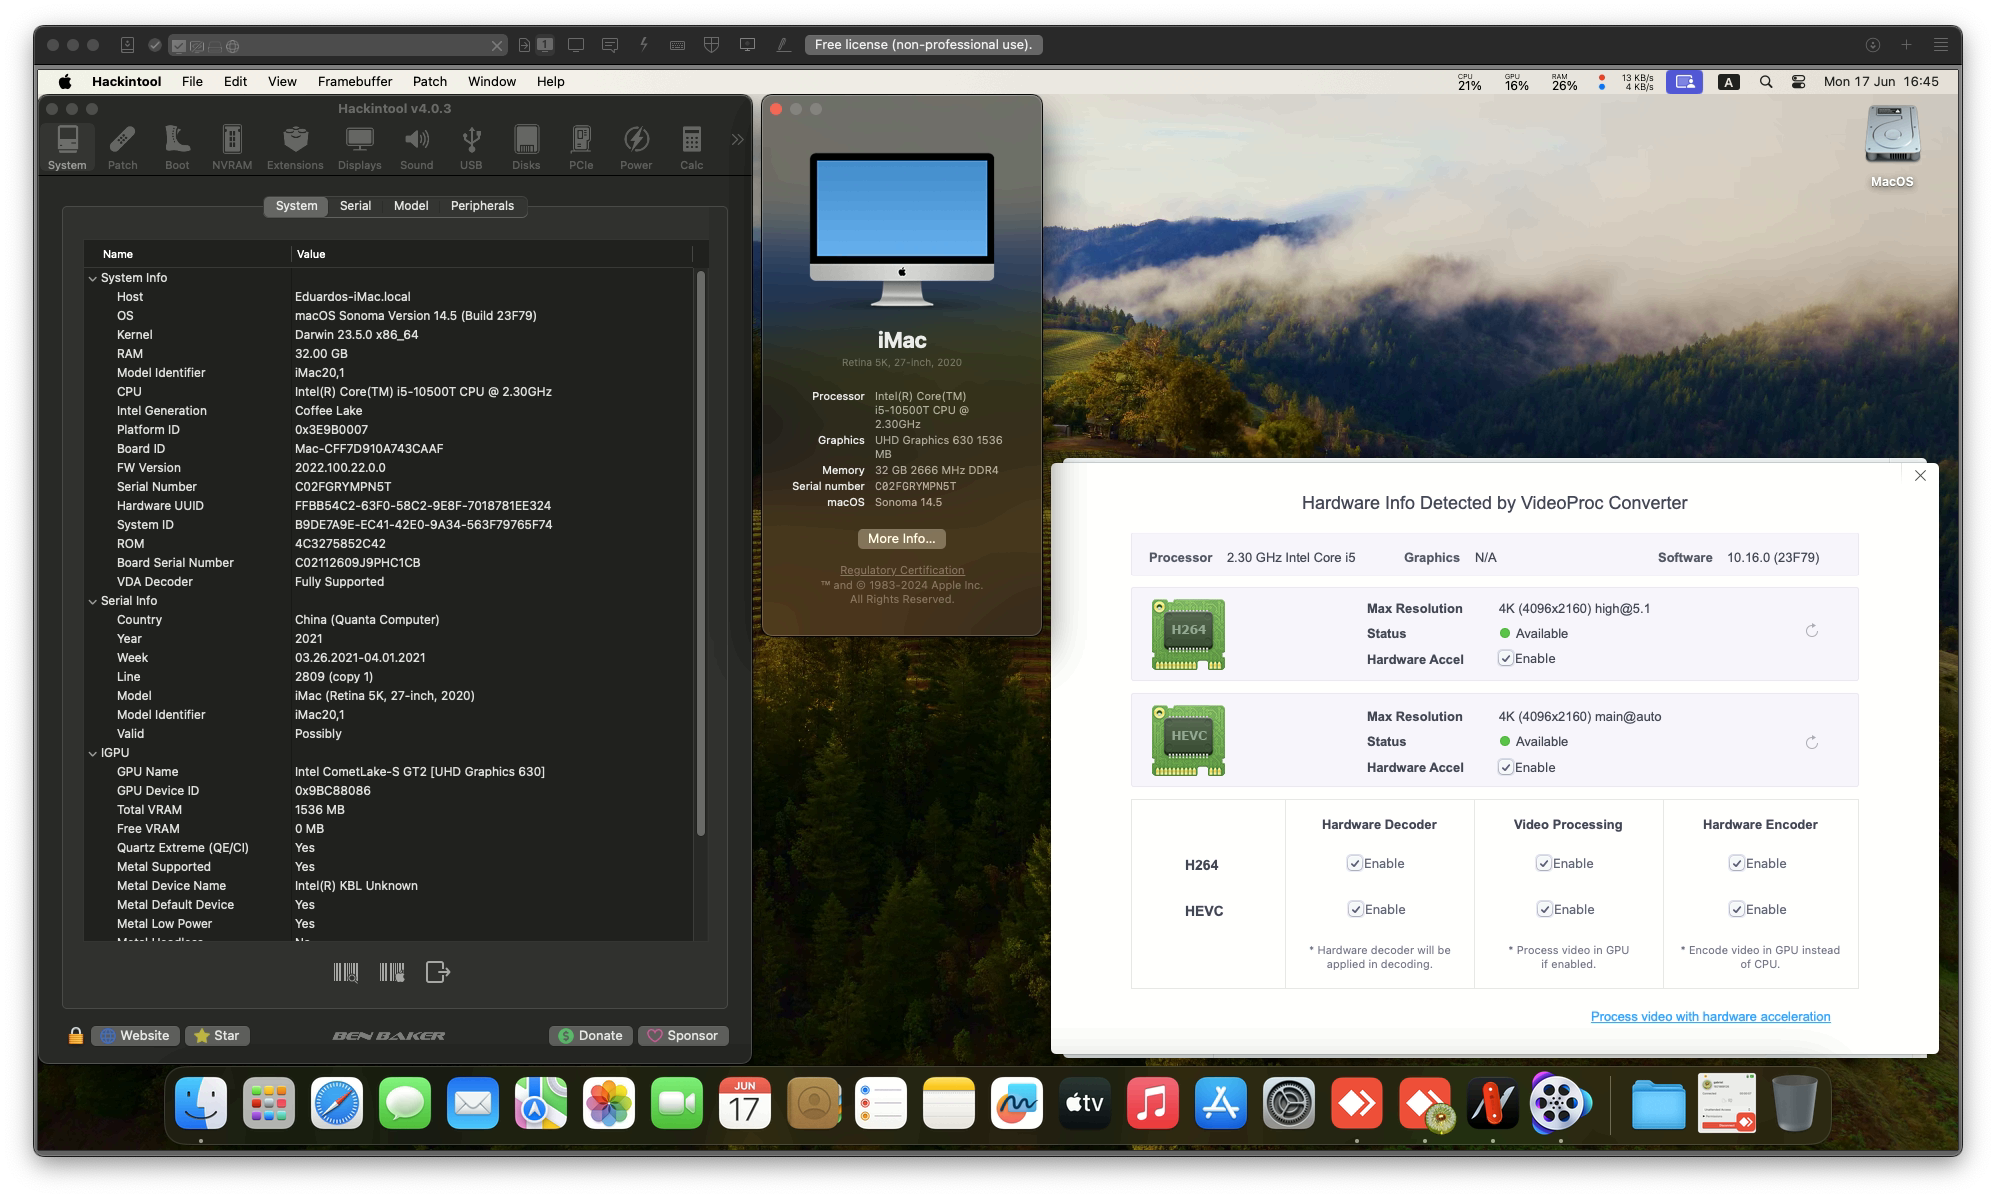 1
Free license (non-professional use).
Hackintool File Edit View Framebuffer Patch Window Help
CPU 21% GPU 16% RAM 26% 13 KB/s 4 KB/s A Mon 17 Jun 16:45
Hackintool v4.0.3
System Patch Boot NVRAM Extensions Displays Sound USB Disks PCIe Power Calc
System Serial Model Peripherals
Name Value
System Info
Host Eduardos-iMac.local
OS macOS Sonoma Version 14.5 (Build 23F79)
Kernel Darwin 23.5.0 x86_64
RAM 32.00 GB
Model Identifier iMac20,1
CPU Intel(R) Core(TM) i5-10500T CPU @ 2.30GHz
Intel Generation Coffee Lake
Platform ID 0x3E9B0007
Board ID Mac-CFF7D910A743CAAF
FW Version 2022.100.22.0.0
Serial Number C02FGRYMPN5T
Hardware UUID FFBB54C2-63F0-58C2-9E8F-7018781EE324
System ID B9DE7A9E-EC41-42E0-9A34-563F79765F74
ROM 4C3275852C42
Board Serial Number C02112609J9PHC1CB
VDA Decoder Fully Supported
Serial Info
Country China (Quanta Computer)
Year 2021
Week 03.26.2021-04.01.2021
Line 2809 (copy 1)
Model iMac (Retina 5K, 27-inch, 2020)
Model Identifier iMac20,1
Valid Possibly
IGPU
GPU Name Intel CometLake-S GT2 [UHD Graphics 630]
GPU Device ID 0x9BC88086
Total VRAM 1536 MB
Free VRAM 0 MB
Quartz Extreme (QE/CI) Yes
Metal Supported Yes
Metal Device Name Intel(R) KBL Unknown
Metal Default Device Yes
Metal Low Power Yes
Metal Headless No
Website Star BEN BAKER Donate Sponsor
iMac
Retina 5K, 27-inch, 2020
Processor Intel(R) Core(TM)
i5-10500T CPU @
2.30GHz
Graphics UHD Graphics 630 1536
MB
Memory 32 GB 2666 MHz DDR4
Serial number C02FGRYMPN5T
macOS Sonoma 14.5
More Info...
Regulatory Certification
™ and © 1983-2024 Apple Inc.
All Rights Reserved.
MacOS
Hardware Info Detected by VideoProc Converter
Processor 2.30 GHz Intel Core i5 Graphics N/A Software 10.16.0 (23F79)
H264
Max Resolution 4K (4096x2160) high@5.1
Status Available
Hardware Accel Enable
HEVC
Max Resolution 4K (4096x2160) main@auto
Status Available
Hardware Accel Enable
Hardware Decoder Video Processing Hardware Encoder
H264 Enable Enable Enable
HEVC Enable Enable Enable
* Hardware decoder will be
applied in decoding.
* Process video in GPU
if enabled.
* Encode video in GPU instead
of CPU.
Process video with hardware acceleration
JUN
17
tv